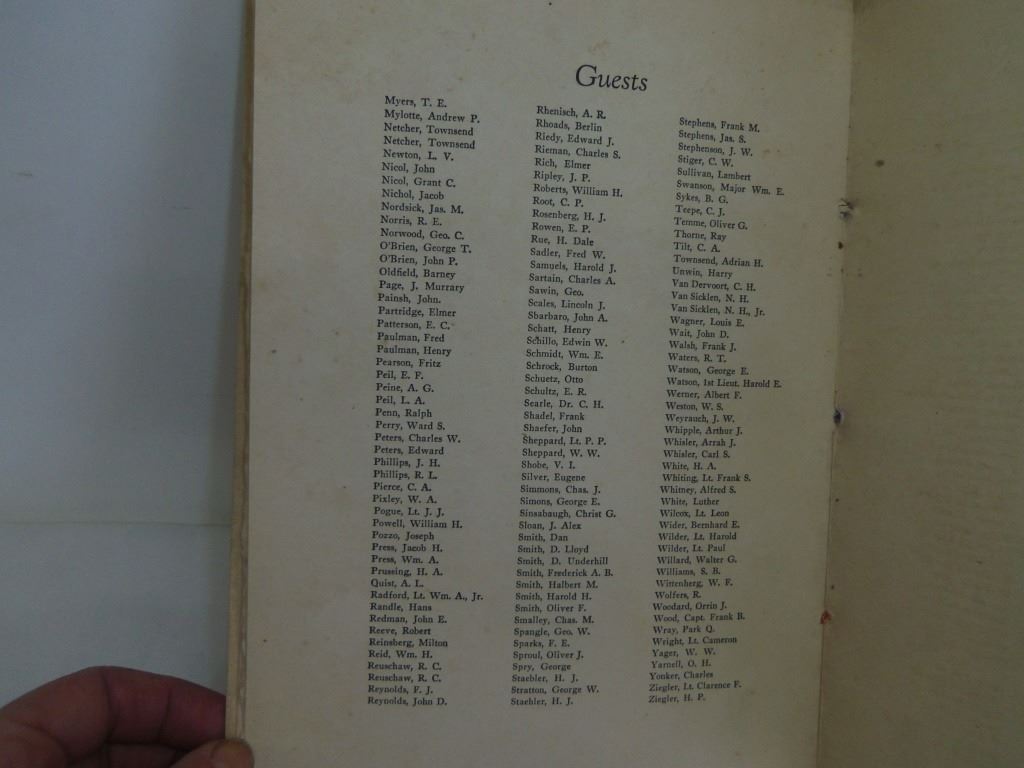 Guests
Myers, T. E.
Mylotte, Andrew P.
Netcher, Townsend
Netcher, Townsend
Newton, L. V.
Nicol, John
Nicol, Grant C.
Nichol, Jacob
Nordsick, Jas. M.
Norris, R. E.
Norwood, Geo. C.
O'Brien, George T.
O'Brien, John P.
Oldfield, Barney
Page, J. Murrary
Painsh, John.
Partridge, Elmer
Patterson, E. C.
Paulman, Fred
Paulman, Henry
Pearson, Fritz
Peil, E. F.
Peine, A. G.
Peil, L. A.
Penn, Ralph
Perry, Ward S.
Peters, Charles W.
Peters, Edward
Phillips, J. H.
Phillips, R. L.
Pierce, C. A.
Pixley, W. A.
Pogue, Lt. J. J.
Powell, William H.
Pozzo, Joseph
Press, Jacob H.
Press, Wm. A.
Prussing, H. A.
Quist, A. L.
Radford, Lt. Wm. A., Jr.
Randle, Hans
Redman, John E.
Reeve, Robert
Reinsberg, Milton
Reid, Wm. H.
Reuschaw, R. C.
Reuschaw, R. C.
Reynolds, F. J.
Reynolds, John D.
Rhenisch, A. R.
Rhoads, Berlin
Riedy, Edward J.
Rieman, Charles S.
Rich, Elmer
Ripley, J. P.
Roberts, William H.
Root, C. P.
Rosenberg, H. J.
Rowen, E. P.
Rue, H. Dale
Sadler, Fred W.
Samuels, Harold J.
Sartain, Charles A.
Sawin, Geo.
Scales, Lincoln J.
Sbarbaro, John A.
Schatt, Henry
Schillo, Edwin W.
Schmidt, Wm. E.
Schrock, Burton
Schuetz, Otto
Schultz, E. R.
Searle, Dr. C. H.
Shadel, Frank
Shaefer, John
Sheppard, Lt. P. P.
Sheppard, W. W.
Shobe, V. I.
Silver, Eugene
Simmons, Chas. J.
Simons, George E.
Sinsabaugh, Christ G.
Sloan, J. Alex
Smith, Dan
Smith, D. Lloyd
Smith, D. Underhill
Smith, Frederick A. B.
Smith, Halbert M.
Smith, Harold H.
Smith, Oliver F.
Smalley, Chas. M.
Spangle, Geo. W.
Sparks, F. E.
Sproul, Oliver J.
Spry, George
Staebler, H. J.
Stratton, George W.
Staehler, H. J.
Stephens, Frank M.
Stephens, Jas. S.
Stephenson, J. W.
Stiger, C. W.
Sullivan, Lambert
Swanson, Major Wm. E.
Sykes, B. G.
Teepe, C. J.
Temme, Oliver G.
Thorne, Ray
Tilt, C. A.
Townsend, Adrian H.
Unwin, Harry
Van Dervoort, C. H.
Van Sicklen, N. H.
Van Sicklen, N. H., Jr.
Wagner, Louis E.
Wait, John D.
Walsh, Frank J.
Waters, R. T.
Watson, George E.
Watson, 1st Lieut. Harold E.
Werner, Albert F.
Weston, W. S.
Weyrauch, J. W.
Whipple, Arthur J.
Whisler, Arrah J.
Whisler, Carl S.
White, H. A.
Whiting, Lt. Frank S.
Whitney, Alfred S.
White, Luther
Wilcox, Lt. Leon
Wider, Bernhard E.
Wilder, Lt. Harold
Wilder, Lt. Paul
Willard, Walter G.
Williams, S. B.
Wittenberg, W. F.
Wolfers, R.
Woodard, Orrin J.
Wood, Capt. Frank B.
Wray, Park Q.
Wright, Lt. Cameron
Yager, W. W.
Yarnell, O. H.
Yonker, Charles
Ziegler, Lt. Clarence F.
Ziegler, H. P.